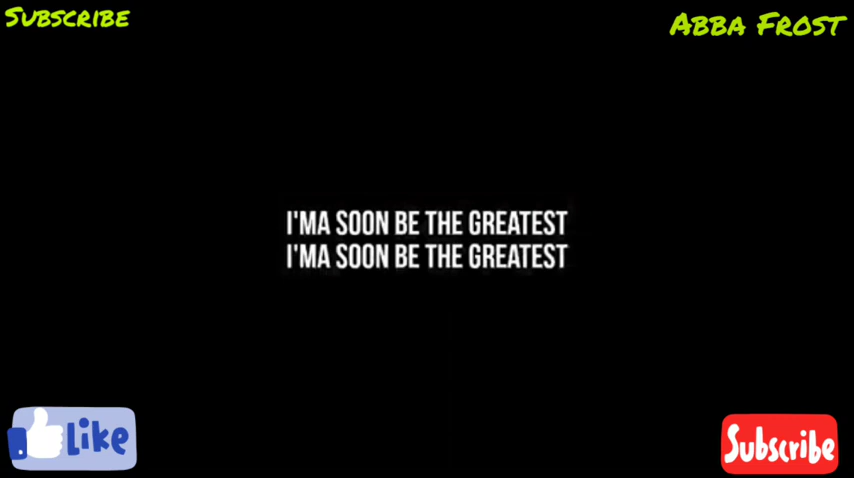 Subscribe
Abba Frost
I'MA SOON BE THE GREATEST
I'MA SOON BE THE GREATEST
Like
Subscribe